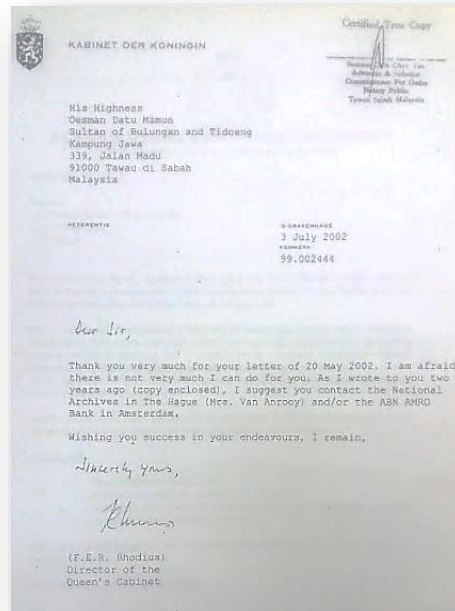 Certified True Copy
KABINET DER KONINGIN
Advocate & Solicitor
Commissioner For Oaths
Notary Public
Tawau Sabah Malaysia
His Highness
Oesman Datu Mamun
Sultan of Bulungan and Tidoeng
Kampung Jawa
339, Jalan Madu
91000 Tawau di Sabah
Malaysia
REFERENTIE
'S-GRAVENHAGE
3 July 2002
KENMERK
99.002444
Dear Sir,
Thank you very much for your letter of 20 May 2002. I am afraid
there is not very much I can do for you. As I wrote to you two
years ago (copy enclosed), I suggest you contact the National
Archives in The Hague (Mrs. Van Anrooy) and/or the ABN AMRO
Bank in Amsterdam.
Wishing you success in your endeavours, I remain,
Sincerely yours,
(F.E.R. Rhodius)
Director of the
Queen's Cabinet